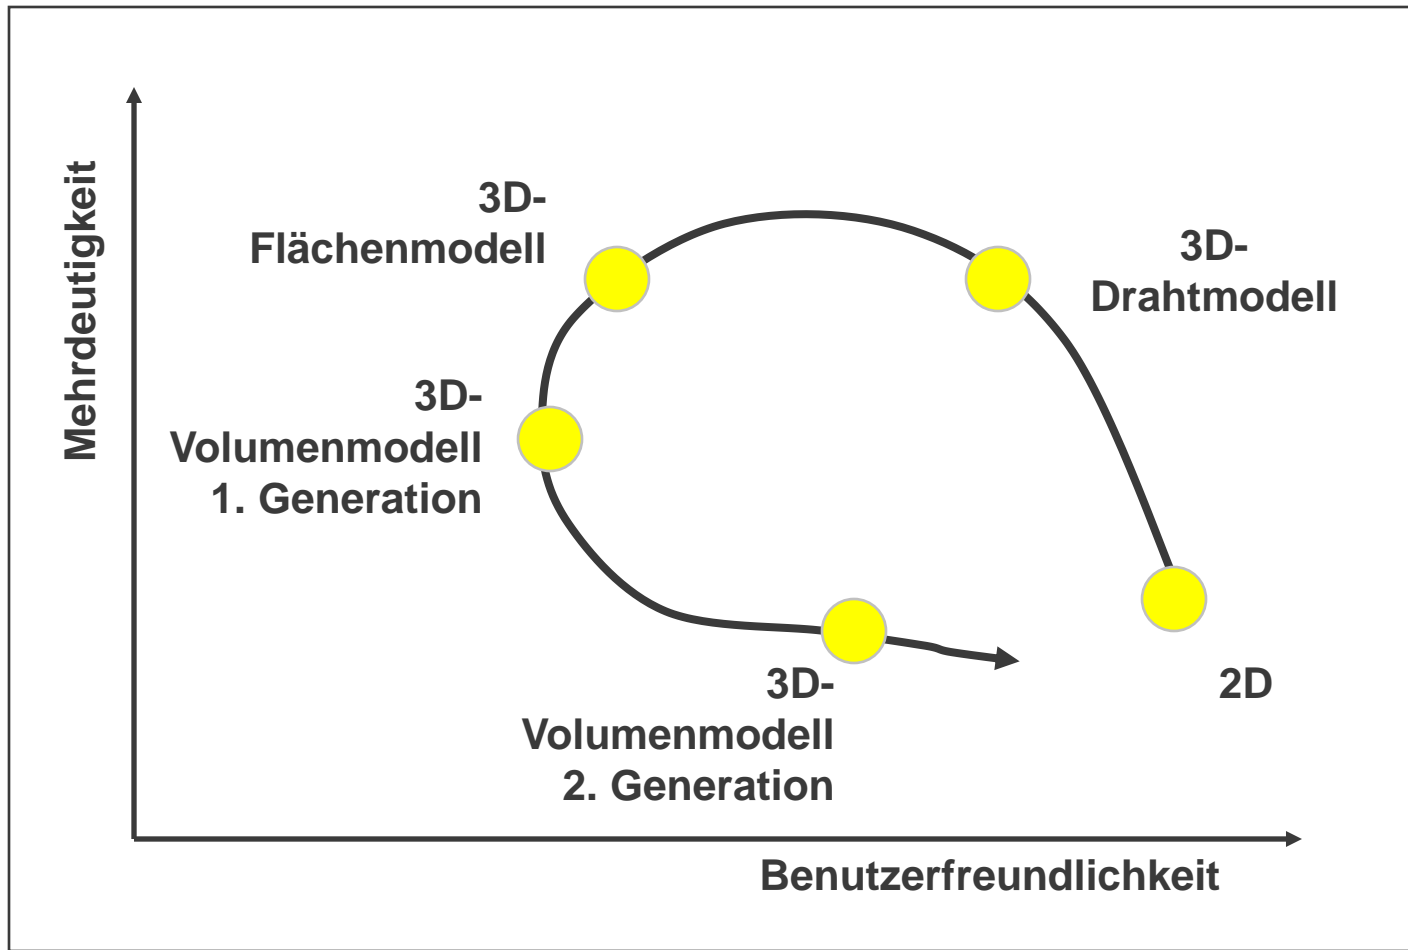 Mehrdeutigkeit
3D-
Flächenmodell
3D-
Drahtmodell
3D-
Volumenmodell
1. Generation
3D-
Volumenmodell
2. Generation
2D
Benutzerfreundlichkeit